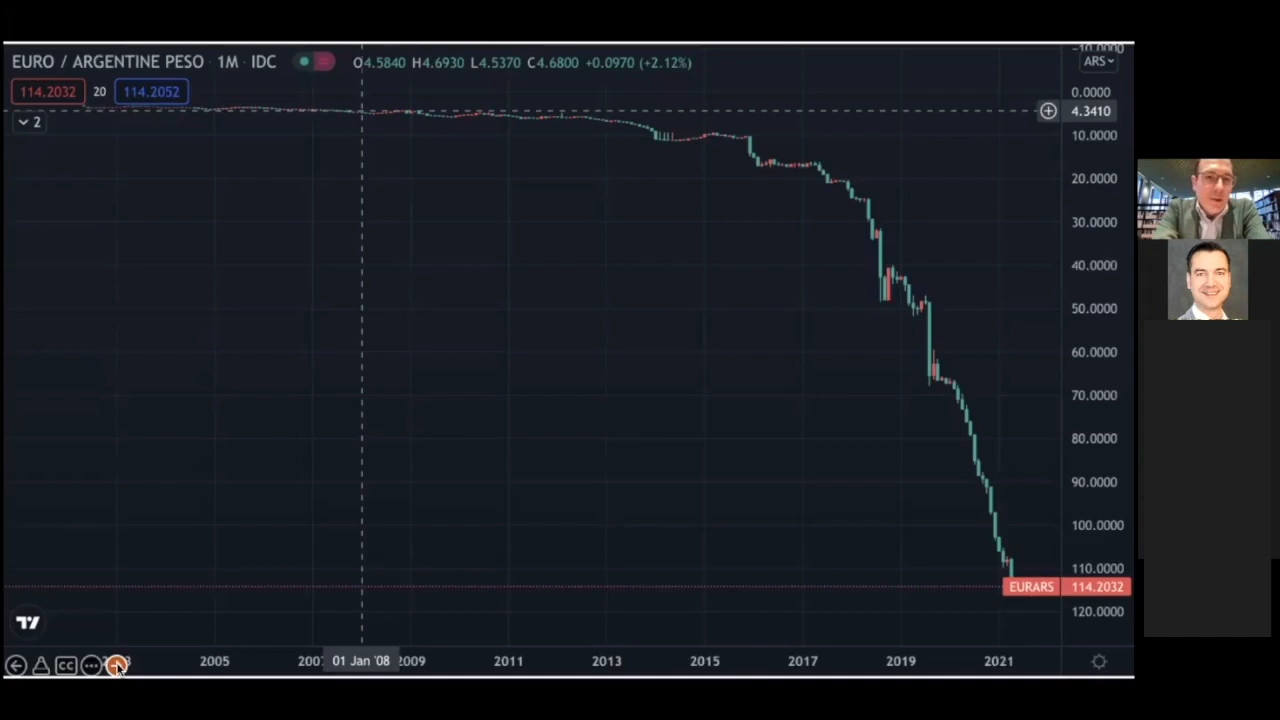 EURO / ARGENTINE PESO · 1M · IDC O4.5840 H4.6930 L4.5370 C4.6800 +0.0970 (+2.12%)
114.2032 20 114.2052
2
-10.0000
ARS
0.0000
4.3410
10.0000
20.0000
30.0000
40.0000
50.0000
60.0000
70.0000
80.0000
90.0000
100.0000
110.0000
EURARS 114.2032
120.0000
CC
2005 01 Jan '08 2009 2011 2013 2015 2017 2019 2021